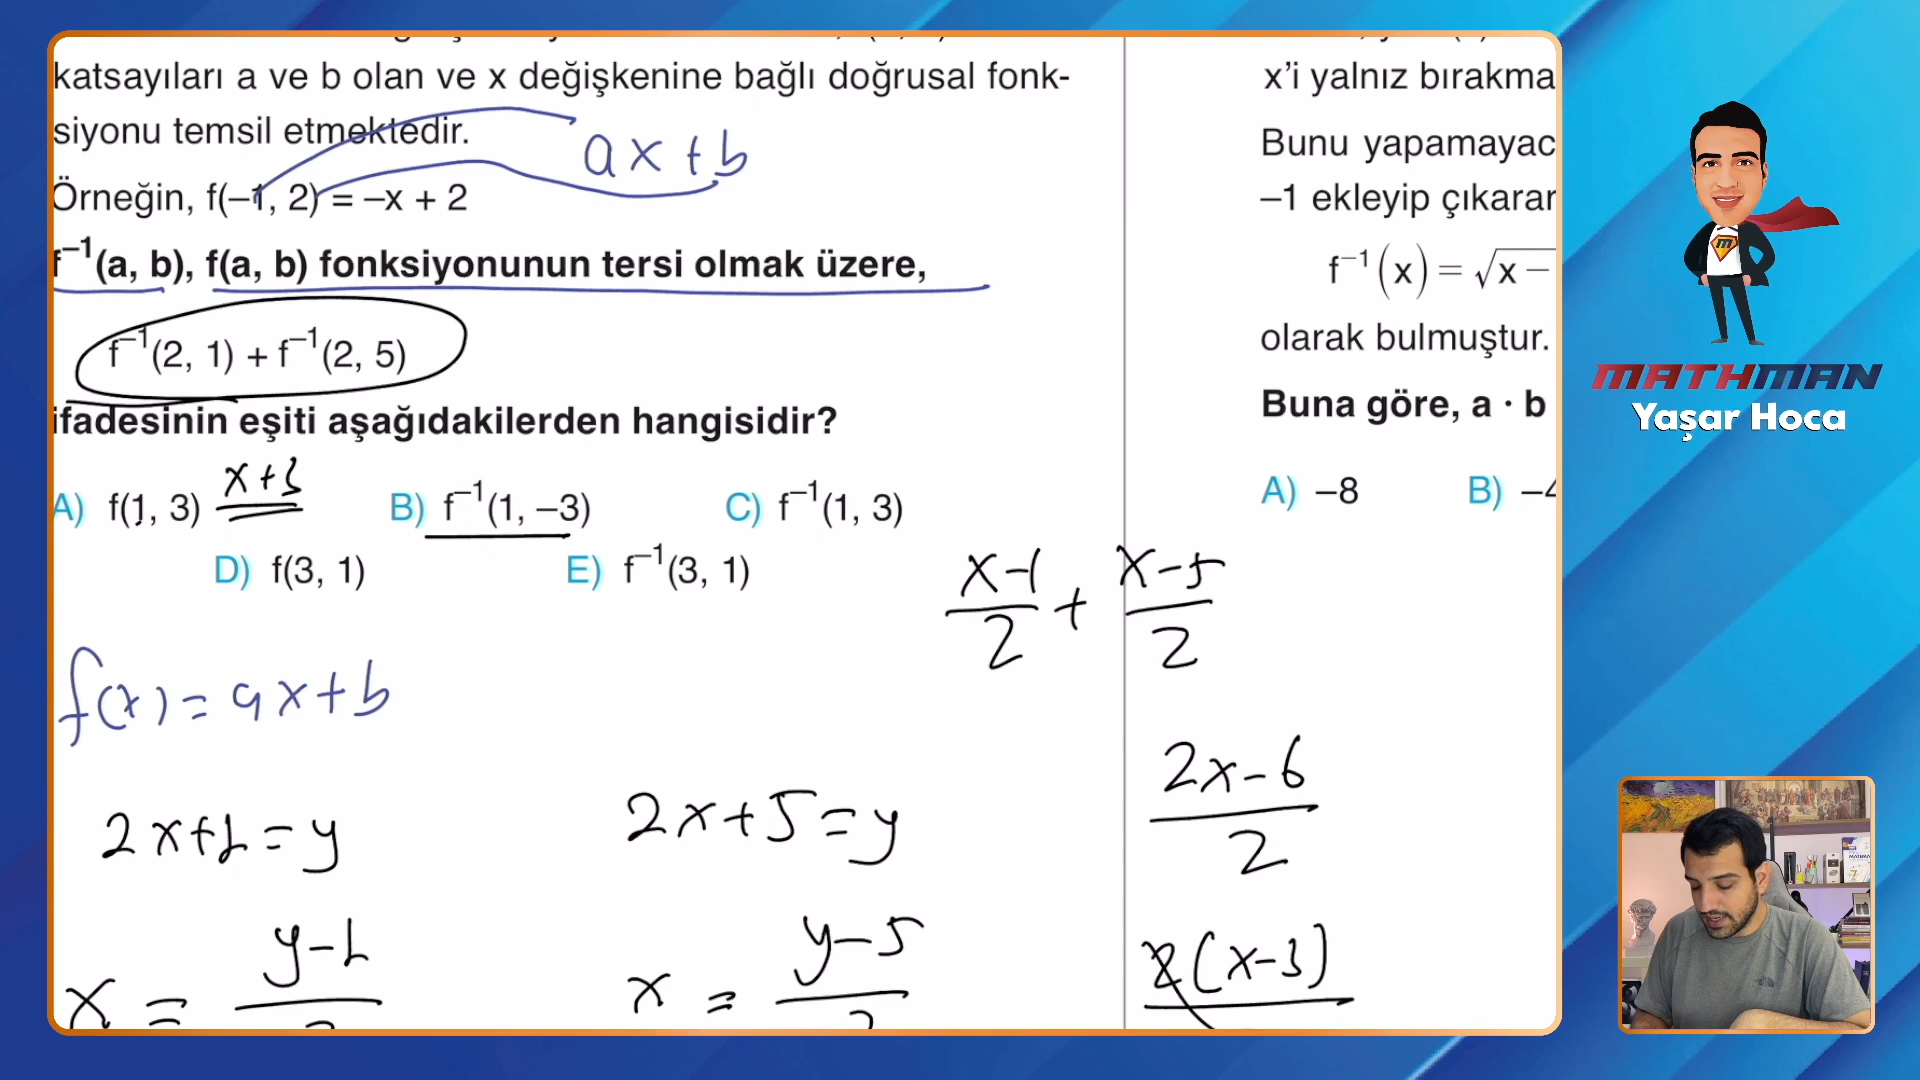 katsayıları a ve b olan ve x değişkenine bağlı doğrusal fonk-
siyonu temsil etmektedir.
ax+b
Örneğin, f(–1, 2) = –x + 2
f⁻¹(a, b), f(a, b) fonksiyonunun tersi olmak üzere,
f⁻¹(2, 1) + f⁻¹(2, 5)
ifadesinin eşiti aşağıdakilerden hangisidir?
x+3
A) f(1, 3) B) f⁻¹(1, –3) C) f⁻¹(1, 3)
D) f(3, 1) E) f⁻¹(3, 1)
f(x) = ax+b
2x+1=y
x = y-1
2x+5=y
x = y-5
x-1/2 + x-5/2
2x-6/2
2(x-3)
x'i yalnız bırakma
Bunu yapamayac
–1 ekleyip çıkarar
f⁻¹(x) = √x –
olarak bulmuştur.
Buna göre, a · b
A) –8 B) –4
M
MATHMAN
Yaşar Hoca